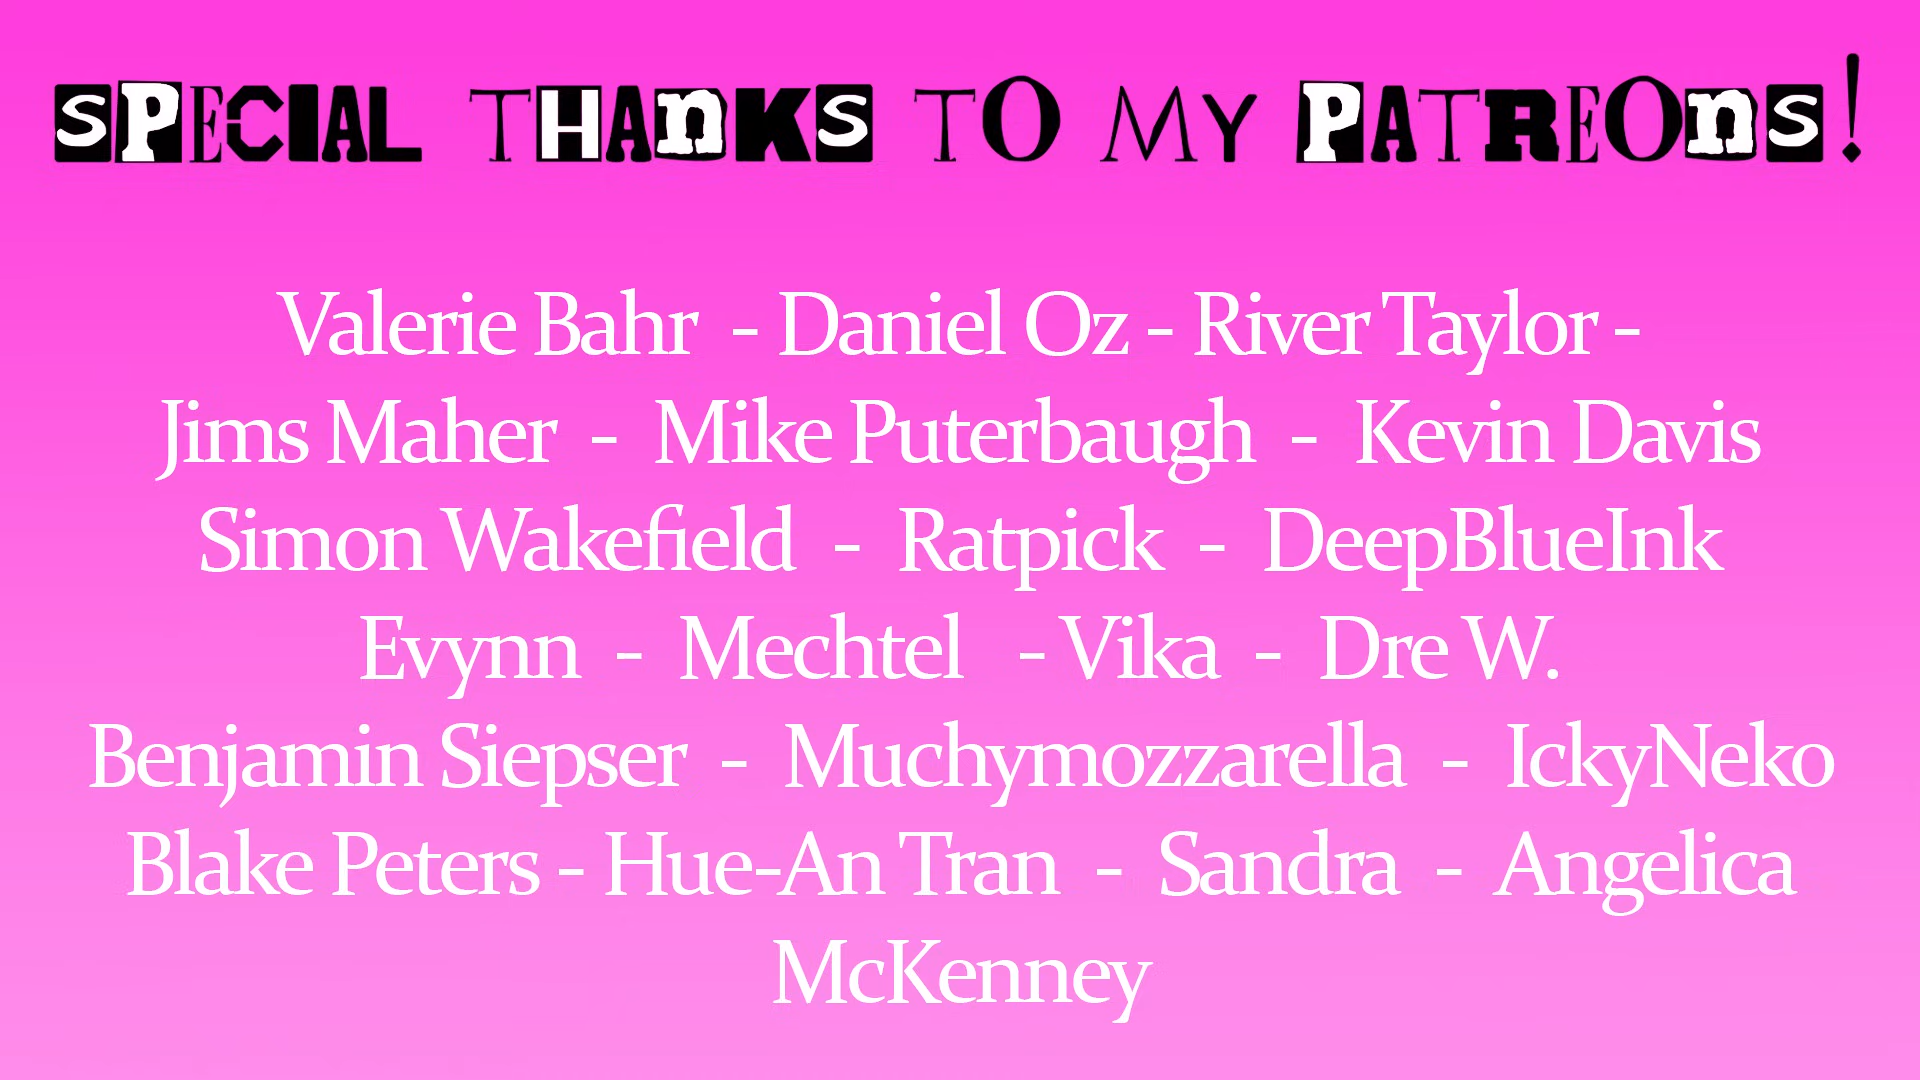 SPECIAL THANKS TO MY PATREONS!
Valerie Bahr - Daniel Oz - River Taylor -
Jims Maher - Mike Puterbaugh - Kevin Davis
Simon Wakefield - Ratpick - DeepBlueInk
Evynn - Mechtel - Vika - Dre W.
Benjamin Siepser - Muchymozzarella - IckyNeko
Blake Peters - Hue-An Tran - Sandra - Angelica
McKenney